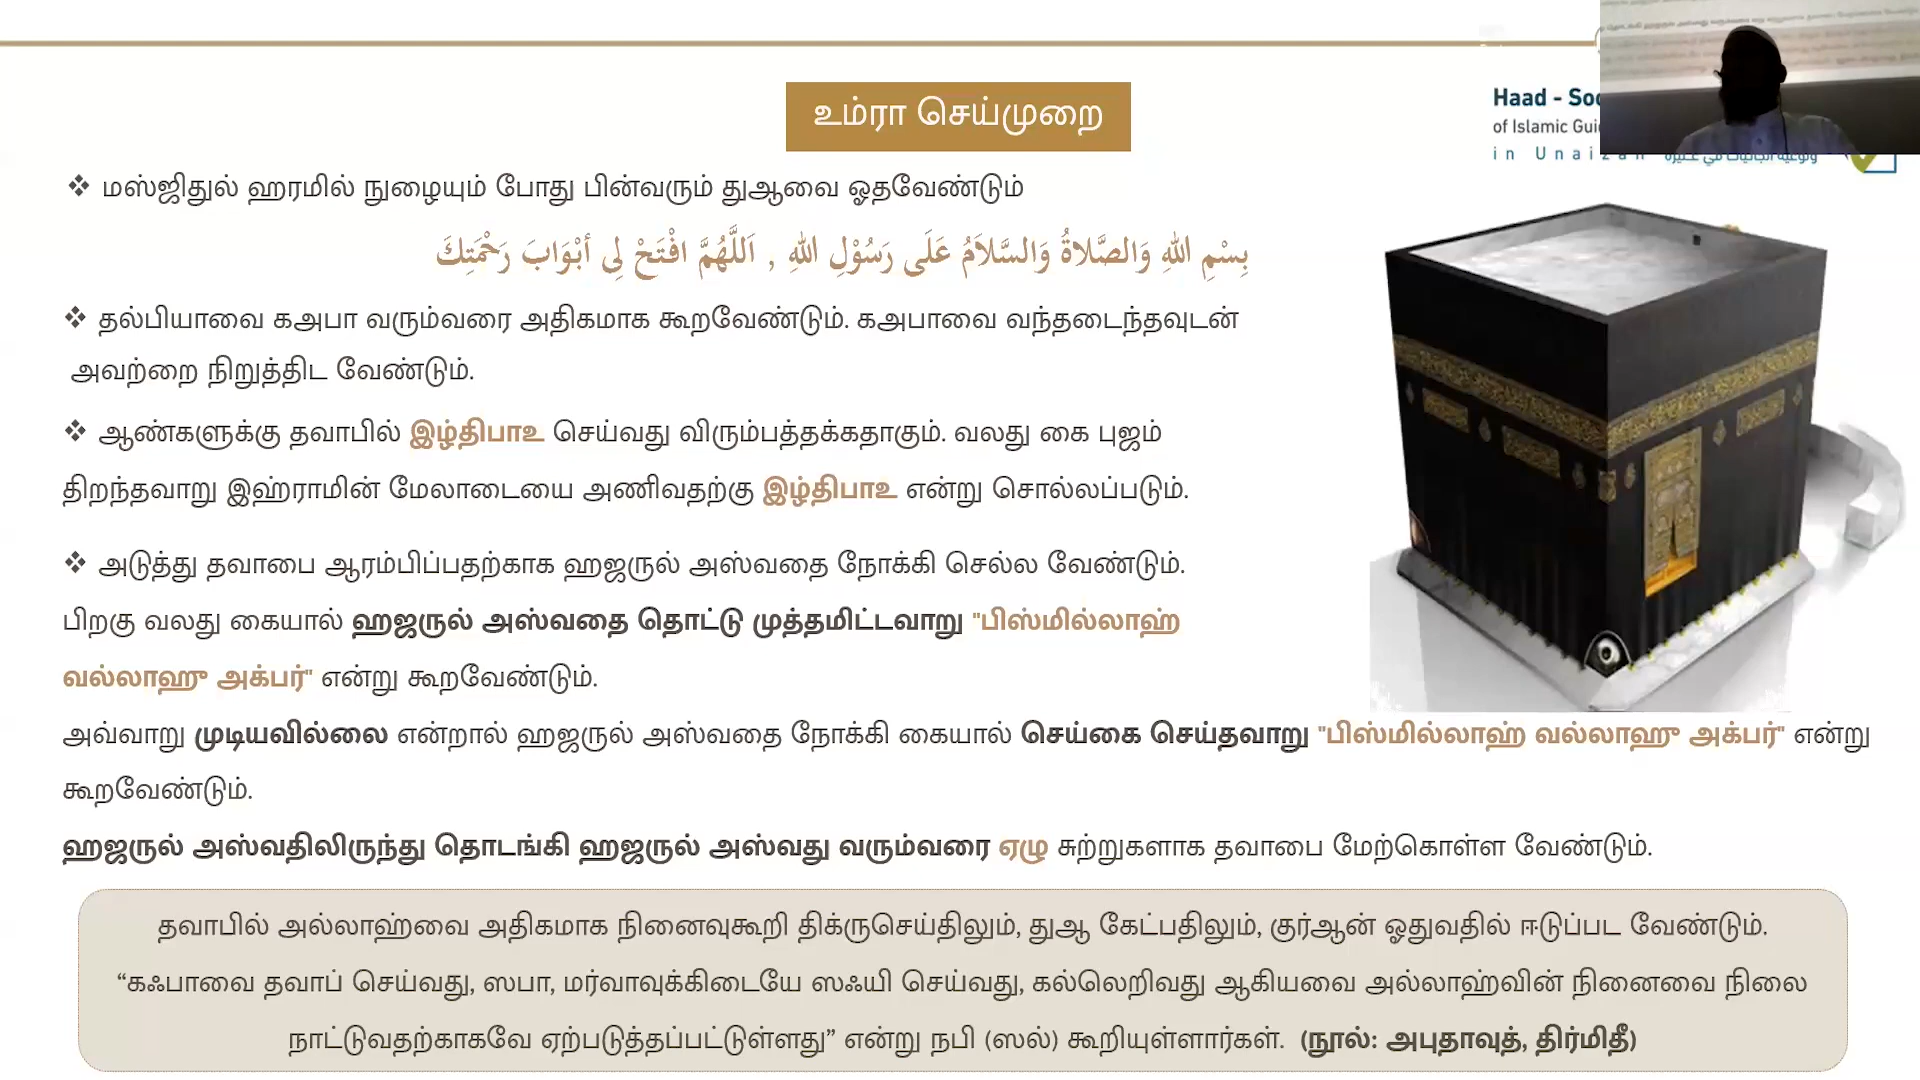 உம்ரா செய்முறை
Haad - Soc
of Islamic Gui
in Unaizah
❖ மஸ்ஜிதுல் ஹரமில் நுழையும் போது பின்வரும் துஆவை ஓதவேண்டும்
بِسْمِ اللهِ وَالصَّلاةُ وَالسَّلاَمُ عَلَى رَسُوْلِ اللهِ , اَللَّهُمَّ افْتَحْ لِى أَبْوَابَ رَحْمَتِكَ
❖ தல்பியாவை கஅபா வரும்வரை அதிகமாக கூறவேண்டும். கஅபாவை வந்தடைந்தவுடன்
அவற்றை நிறுத்திட வேண்டும்.
❖ ஆண்களுக்கு தவாபில் இழ்திபாஉ செய்வது விரும்பத்தக்கதாகும். வலது கை புஜம்
திறந்தவாறு இஹ்ராமின் மேலாடையை அணிவதற்கு இழ்திபாஉ என்று சொல்லப்படும்.
❖ அடுத்து தவாபை ஆரம்பிப்பதற்காக ஹஜருல் அஸ்வதை நோக்கி செல்ல வேண்டும்.
பிறகு வலது கையால் ஹஜருல் அஸ்வதை தொட்டு முத்தமிட்டவாறு "பிஸ்மில்லாஹ்
வல்லாஹு அக்பர்" என்று கூறவேண்டும்.
அவ்வாறு முடியவில்லை என்றால் ஹஜருல் அஸ்வதை நோக்கி கையால் செய்கை செய்தவாறு "பிஸ்மில்லாஹ் வல்லாஹு அக்பர்" என்று
கூறவேண்டும்.
ஹஜருல் அஸ்வதிலிருந்து தொடங்கி ஹஜருல் அஸ்வது வரும்வரை ஏழு சுற்றுகளாக தவாபை மேற்கொள்ள வேண்டும்.
தவாபில் அல்லாஹ்வை அதிகமாக நினைவுகூறி திக்ருசெய்திலும், துஆ கேட்பதிலும், குர்ஆன் ஓதுவதில் ஈடுப்பட வேண்டும்.
“கஃபாவை தவாப் செய்வது, ஸபா, மர்வாவுக்கிடையே ஸஃயி செய்வது, கல்லெறிவது ஆகியவை அல்லாஹ்வின் நினைவை நிலை
நாட்டுவதற்காகவே ஏற்படுத்தப்பட்டுள்ளது” என்று நபி (ஸல்) கூறியுள்ளார்கள். (நூல்: அபுதாவுத், திர்மிதீ)